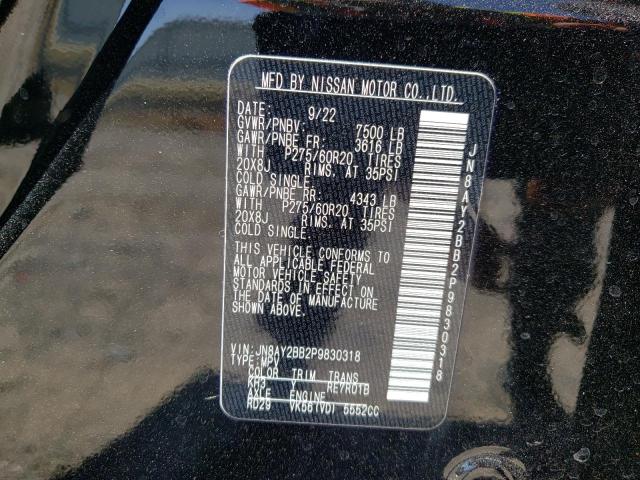 MFD BY NISSAN MOTOR CO.,LTD.
DATE: 9/22
GVWR/PNBV: 7500 LB
GAWR/PNBE FR: 3616 LB
WITH P275/60R20 TIRES
20X8J RIMS, AT 35PSI
COLD SINGLE.
GAWR/PNBE RR: 4343 LB
WITH P275/60R20 TIRES
20X8J RIMS, AT 35PSI
COLD SINGLE.
THIS VEHICLE CONFORMS TO
ALL APPLICABLE FEDERAL
MOTOR VEHICLE SAFETY
STANDARDS IN EFFECT ON
THE DATE OF MANUFACTURE
SHOWN ABOVE.
VIN:JN8AY2BB2P9830318
TYPE:MPV
COLOR TRIM TRANS
KH3 Y RE7R01B
AXLE ENGINE
RD29 VK56(VD) 5552CC
JN8AY2BB2P9830318